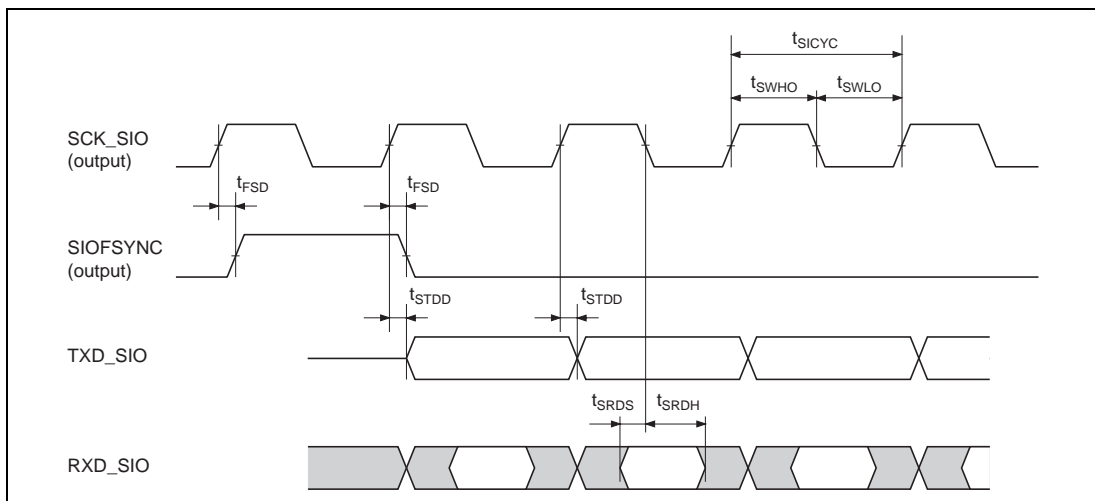 tSICYC
tSWHO tSWLO
SCK_SIO
(output)
tFSD tFSD
SIOFSYNC
(output)
tSTDD tSTDD
TXD_SIO
tSRDS tSRDH
RXD_SIO